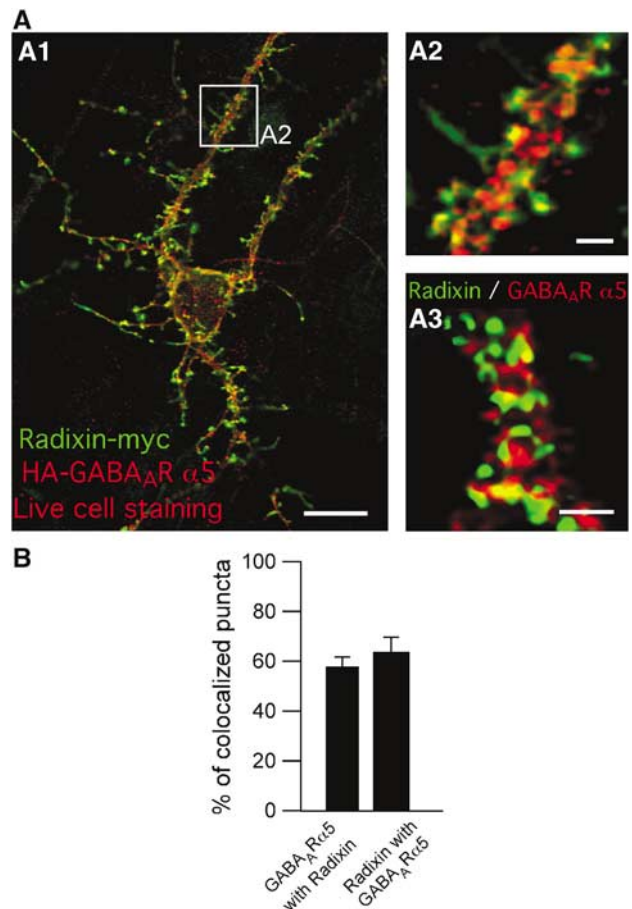 A
A1
A2
Radixin-myc
HA-GABAAR α5
Live cell staining
A2
Radixin / GABAAR α5
A3
B
% of colocalized puncta
100
80
60
40
20
0
GABAARα5
with Radixin
Radixin with
GABAARα5